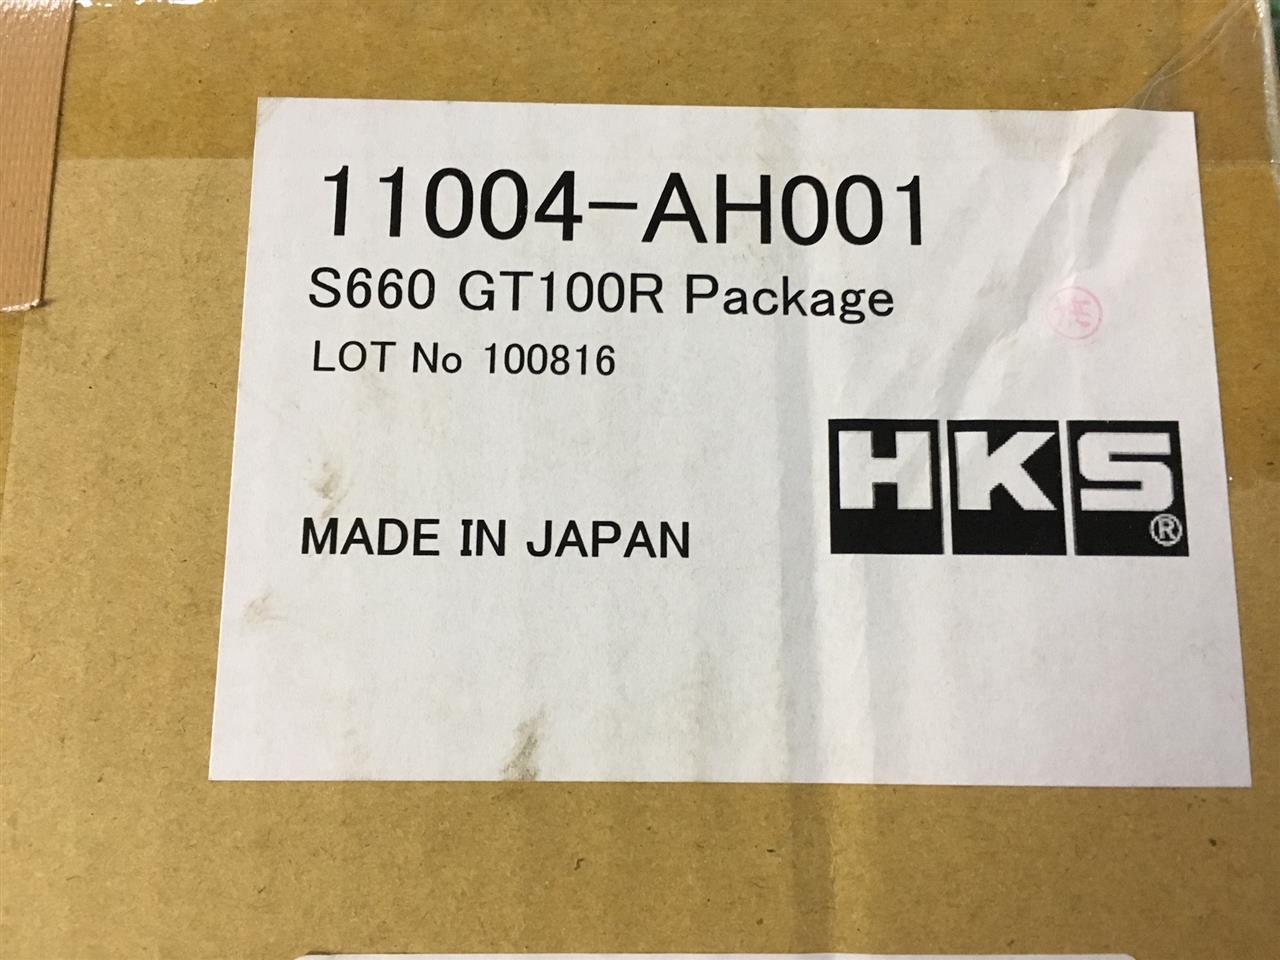 11004-AH001
S660 GT100R Package
LOT No 100816
MADE IN JAPAN
HKS®